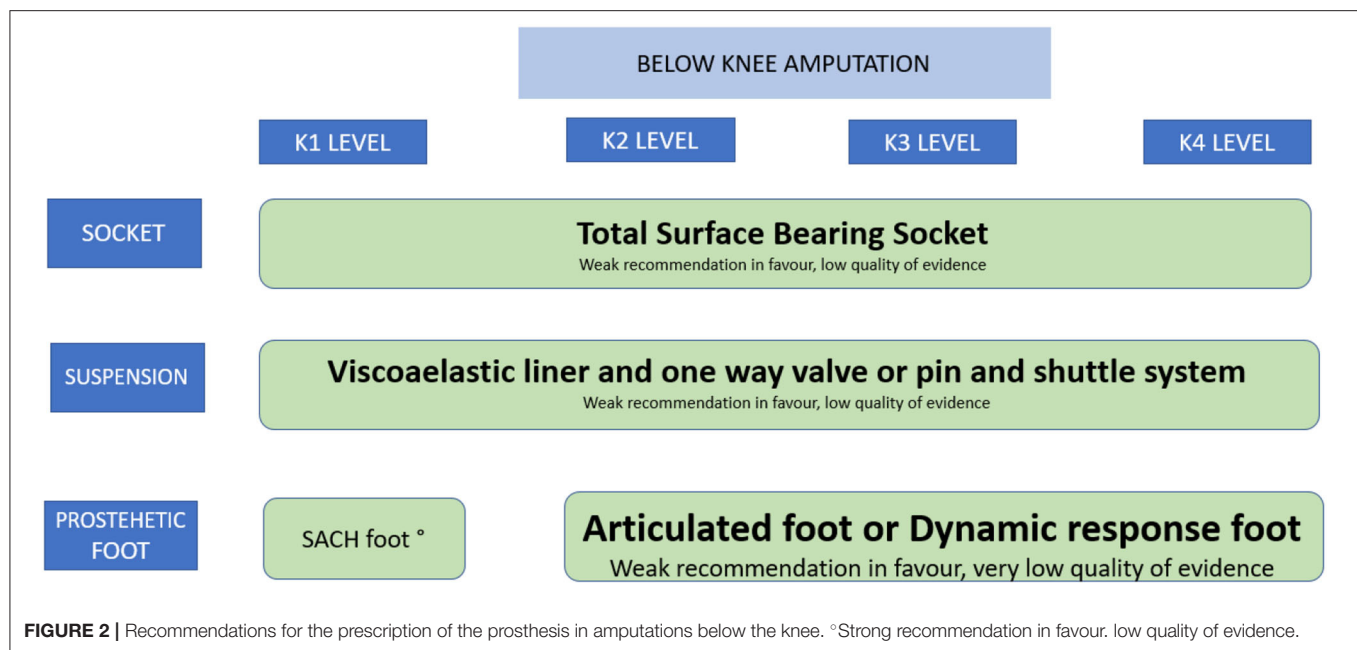 BELOW KNEE AMPUTATION
K1 LEVEL
K2 LEVEL
K3 LEVEL
K4 LEVEL
SOCKET
Total Surface Bearing Socket
Weak recommendation in favour, low quality of evidence
SUSPENSION
Viscoaelastic liner and one way valve or pin and shuttle system
Weak recommendation in favour, low quality of evidence
PROSTEHETIC
FOOT
SACH foot °
Articulated foot or Dynamic response foot
Weak recommendation in favour, very low quality of evidence
FIGURE 2 | Recommendations for the prescription of the prosthesis in amputations below the knee. °Strong recommendation in favour. low quality of evidence.